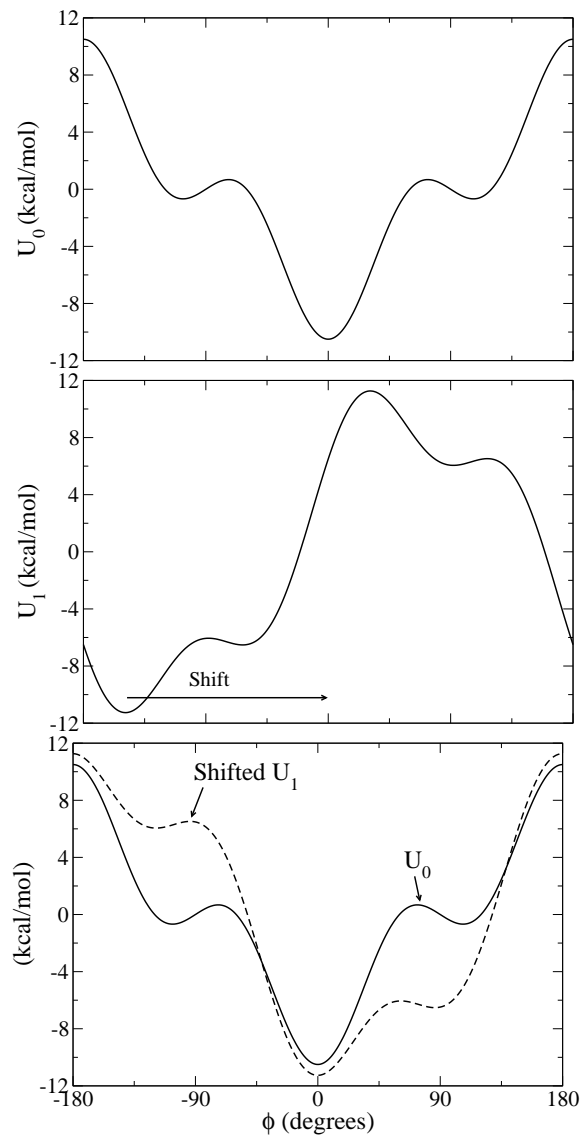 12
8
4
0
-4
-8
-12
U0 (kcal/mol)
12
8
4
0
-4
-8
-12
U1 (kcal/mol)
Shift
12
8
4
0
-4
-8
-12
(kcal/mol)
Shifted U1
U0
-180 -90 0 90 180
ϕ (degrees)